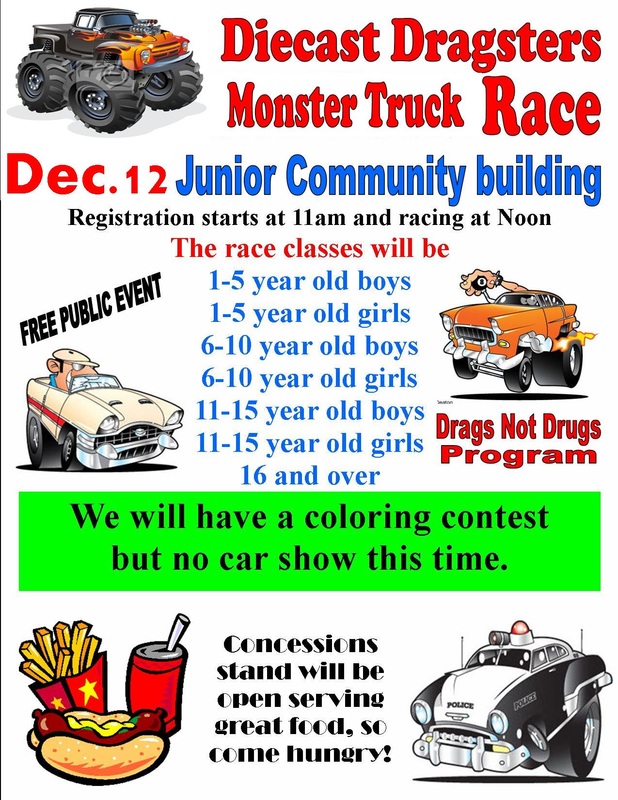 Diecast Dragsters
Monster Truck Race
Dec. 12 Junior Community building
Registration starts at 11am and racing at Noon
The race classes will be
FREE PUBLIC EVENT
1-5 year old boys
1-5 year old girls
6-10 year old boys
6-10 year old girls
11-15 year old boys
11-15 year old girls
16 and over
Drags Not Drugs
Program
We will have a coloring contest
but no car show this time.
Concessions
stand will be
open serving
great food, so
come hungry!
POLICE
POLICE